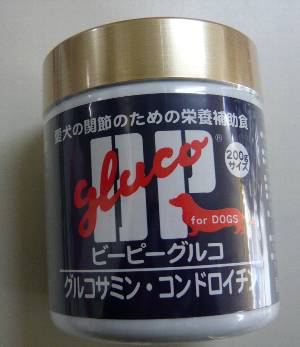 愛犬の関節のための栄養補助食
BP
gluco®
200g
サイズ
for DOGS
ビーピーグルコ
グルコサミン・コンドロイチン